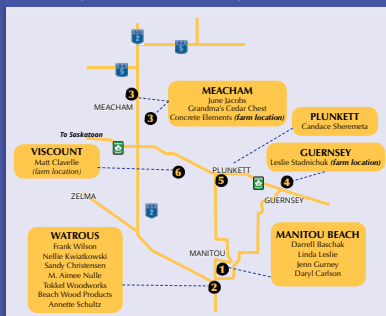 2
5
5
3
MEACHAM
3
MEACHAM
June Jacobs
Grandma's Cedar Chest
Concrete Elements (farm location)
PLUNKETT
Candace Sheremeta
To Saskatoon
VISCOUNT
Matt Clavelle
(farm location)
6
PLUNKETT
5
GUERNSEY
Leslie Stadnichuk (farm location)
4
GUERNSEY
ZELMA
2
WATROUS
Frank Wilson
Nellie Kwiatkowski
Sandy Christensen
M. Aimee Nulle
Tokkel Woodworks
Beach Wood Products
Annette Schultz
MANITOU
1
2
MANITOU BEACH
Darrell Baschak
Linda Leslie
Jenn Gurney
Daryl Carlson